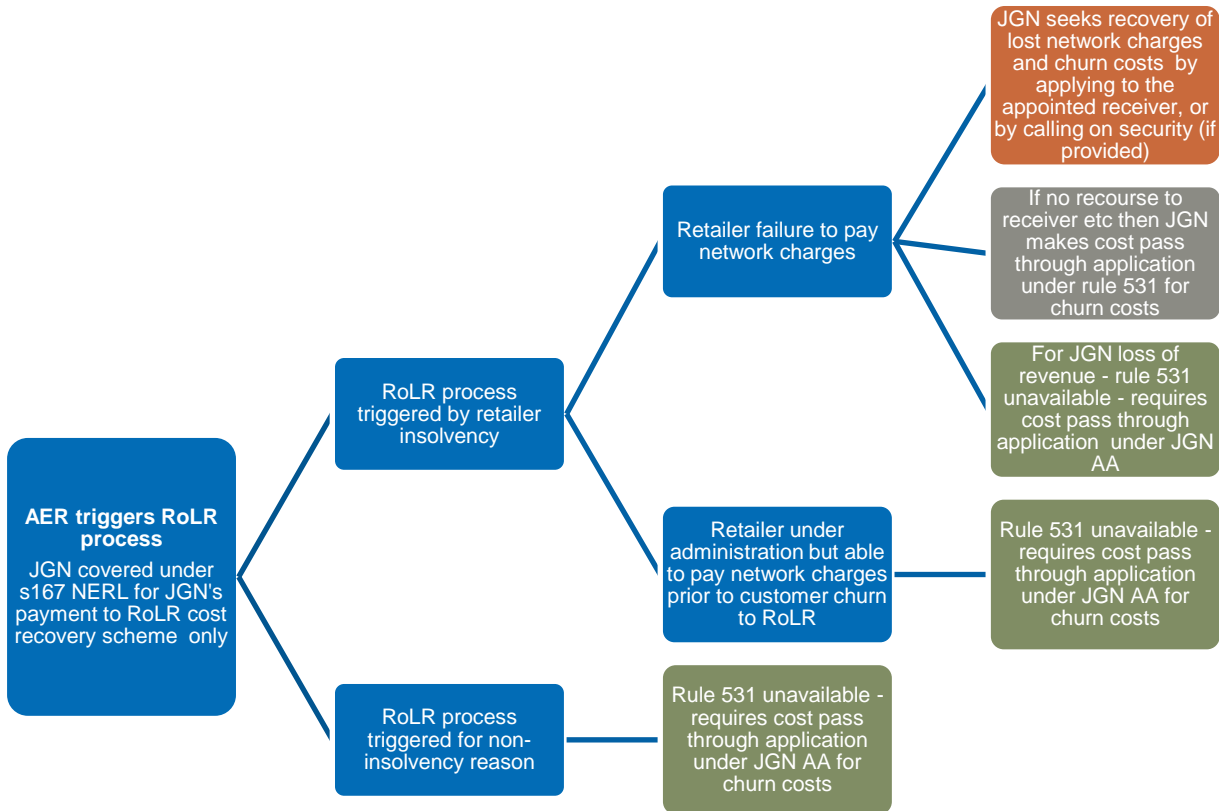 AER triggers RoLR
process
JGN covered under
s167 NERL for JGN's
payment to RoLR cost
recovery scheme  only
RoLR process
triggered by retailer
insolvency
Retailer failure to pay
network charges
JGN seeks recovery of
lost network charges
and churn costs  by
applying to the
appointed receiver, or
by calling on security (if
provided)
If no recourse to
receiver etc then JGN
makes cost pass
through application
under rule 531 for
churn costs
For JGN loss of
revenue - rule 531
unavailable - requires
cost pass through
application  under JGN
AA
Retailer under
administration but able
to pay network charges
prior to customer churn
to RoLR
Rule 531 unavailable -
requires cost pass
through application
under JGN AA for
churn costs
RoLR process
triggered for non-
insolvency reason
Rule 531 unavailable -
requires cost pass
through application
under JGN AA for
churn costs